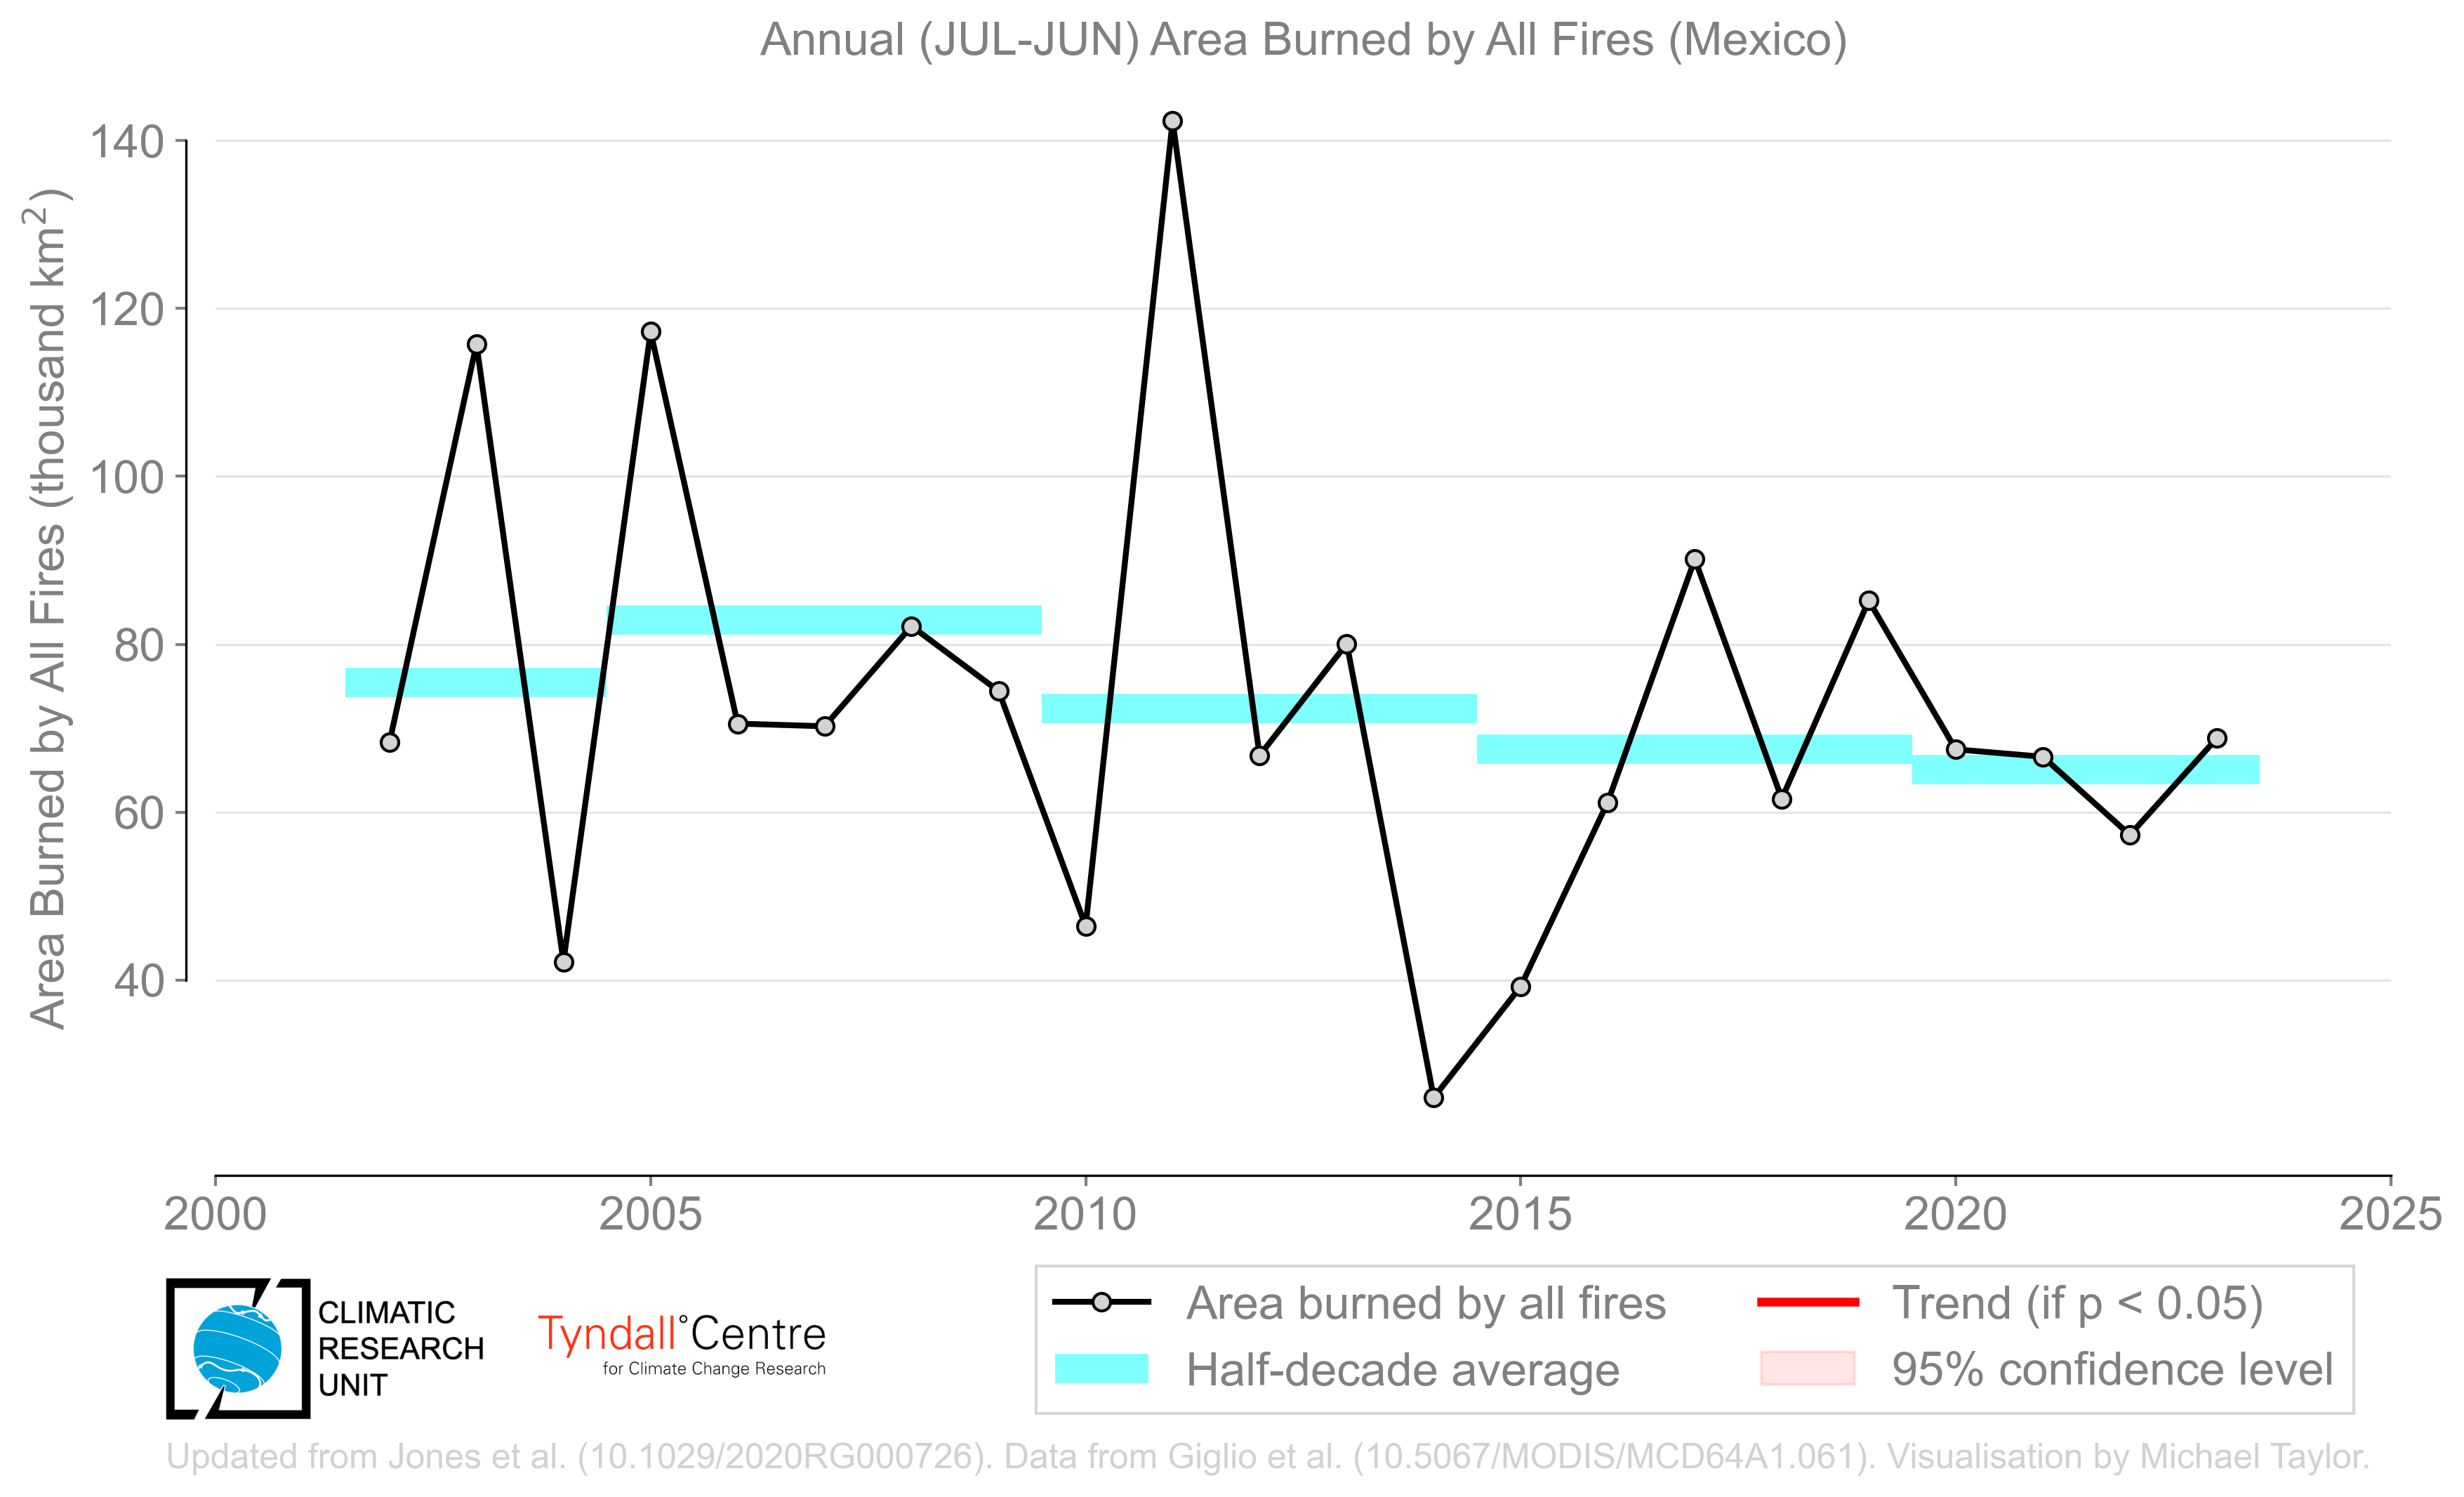 Annual (JUL-JUN) Area Burned by All Fires (Mexico)
Area Burned by All Fires (thousand km²)
140
120
100
80
60
40
2000 2005 2010 2015 2020 2025
CLIMATIC
RESEARCH
UNIT
Tyndall°Centre
for Climate Change Research
Area burned by all fires
Half-decade average
Trend (if p < 0.05)
95% confidence level
Updated from Jones et al. (10.1029/2020RG000726). Data from Giglio et al. (10.5067/MODIS/MCD64A1.061). Visualisation by Michael Taylor.